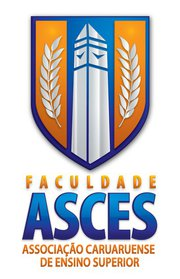 FACULDADE
ASCES
ASSOCIAÇÃO CARUARUENSE
DE ENSINO SUPERIOR